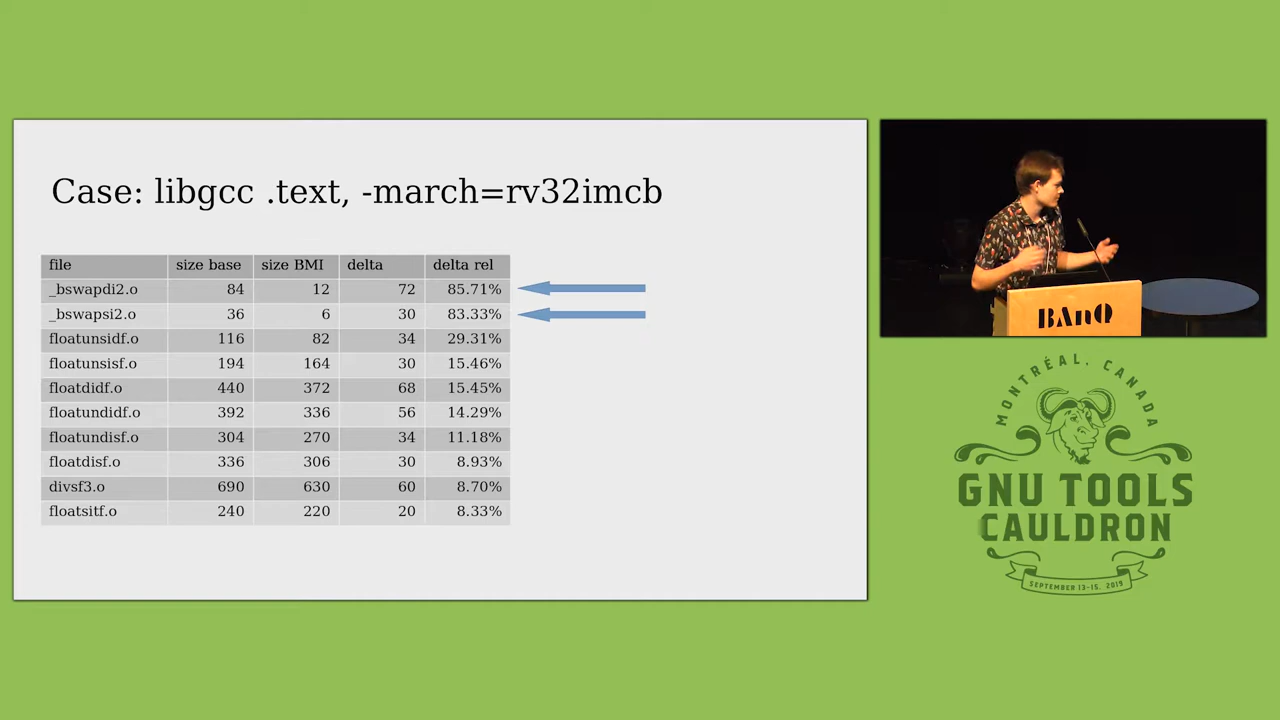 Case: libgcc .text, -march=rv32imcb
file size base size BMI delta delta rel
_bswapdi2.o 84 12 72 85.71%
_bswapsi2.o 36 6 30 83.33%
floatunsidf.o 116 82 34 29.31%
floatunsisf.o 194 164 30 15.46%
floatdidf.o 440 372 68 15.45%
floatundidf.o 392 336 56 14.29%
floatundisf.o 304 270 34 11.18%
floatdisf.o 336 306 30 8.93%
divsf3.o 690 630 60 8.70%
floatsitf.o 240 220 20 8.33%
BAnQ
MONTRÉAL, CANADA
GNU TOOLS
CAULDRON
SEPTEMBER 13-15, 2019